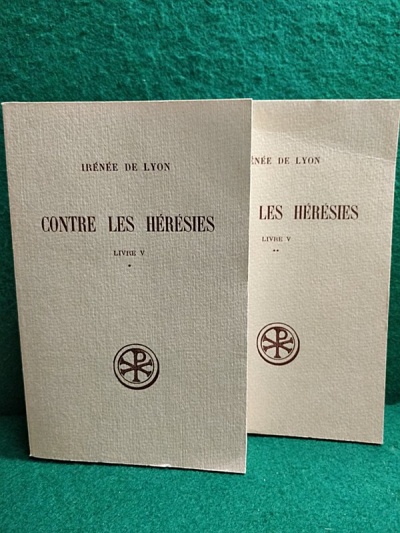 IRÉNÉE DE LYON
CONTRE LES HÉRÉSIES
LIVRE V
*
ÉNÉE DE LYON
LES HÉRÉSIES
LIVRE V
**